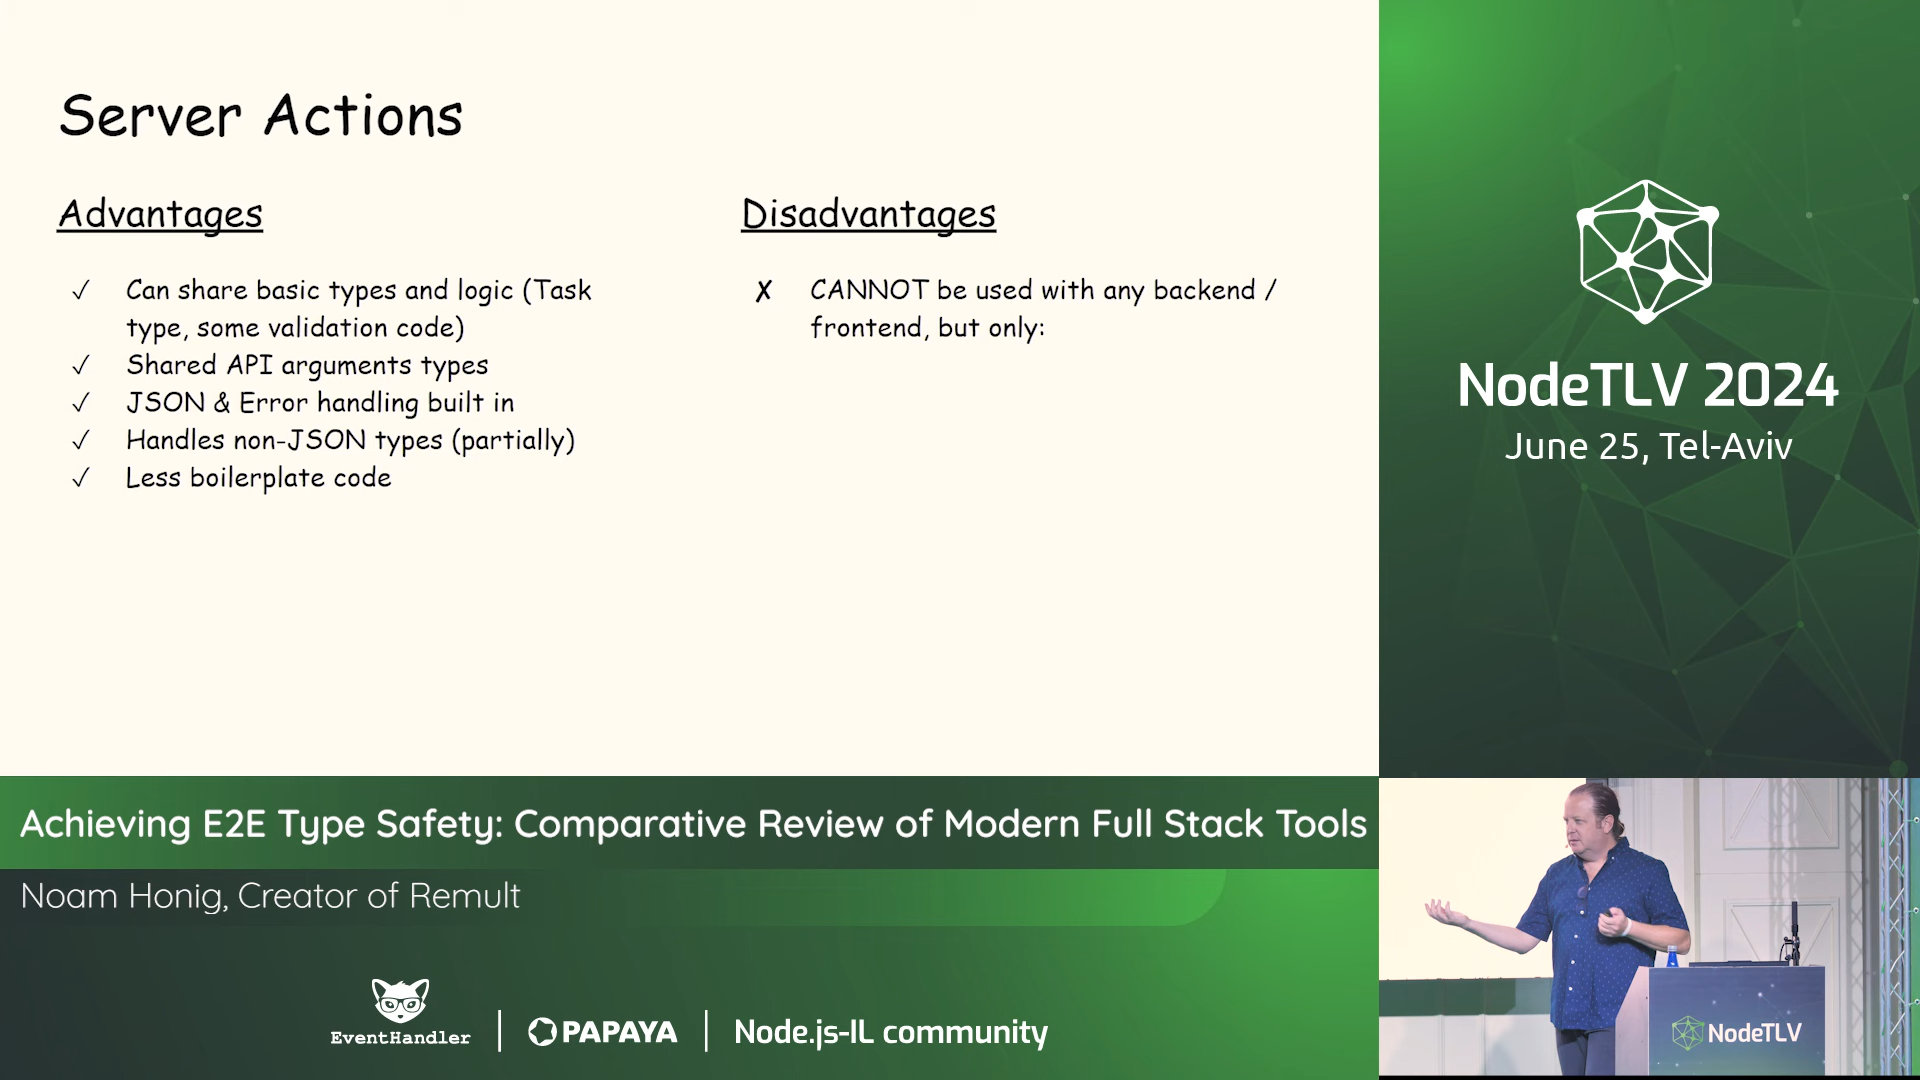 Server Actions
Advantages
✓ Can share basic types and logic (Task
type, some validation code)
✓ Shared API arguments types
✓ JSON & Error handling built in
✓ Handles non-JSON types (partially)
✓ Less boilerplate code
Disadvantages
✗ CANNOT be used with any backend /
frontend, but only:
NodeTLV 2024
June 25, Tel-Aviv
Achieving E2E Type Safety: Comparative Review of Modern Full Stack Tools
Noam Honig, Creator of Remult
EventHandler
PAPAYA
Node.js-IL community
NodeTLV